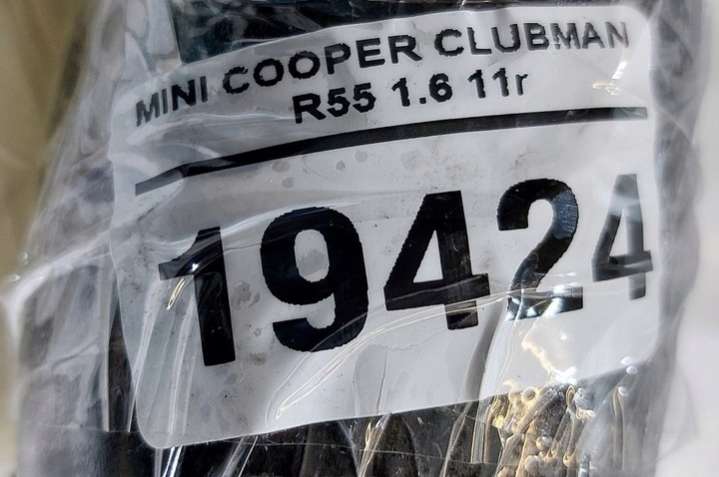 MINI COOPER CLUBMAN
R55 1.6 11r
19424